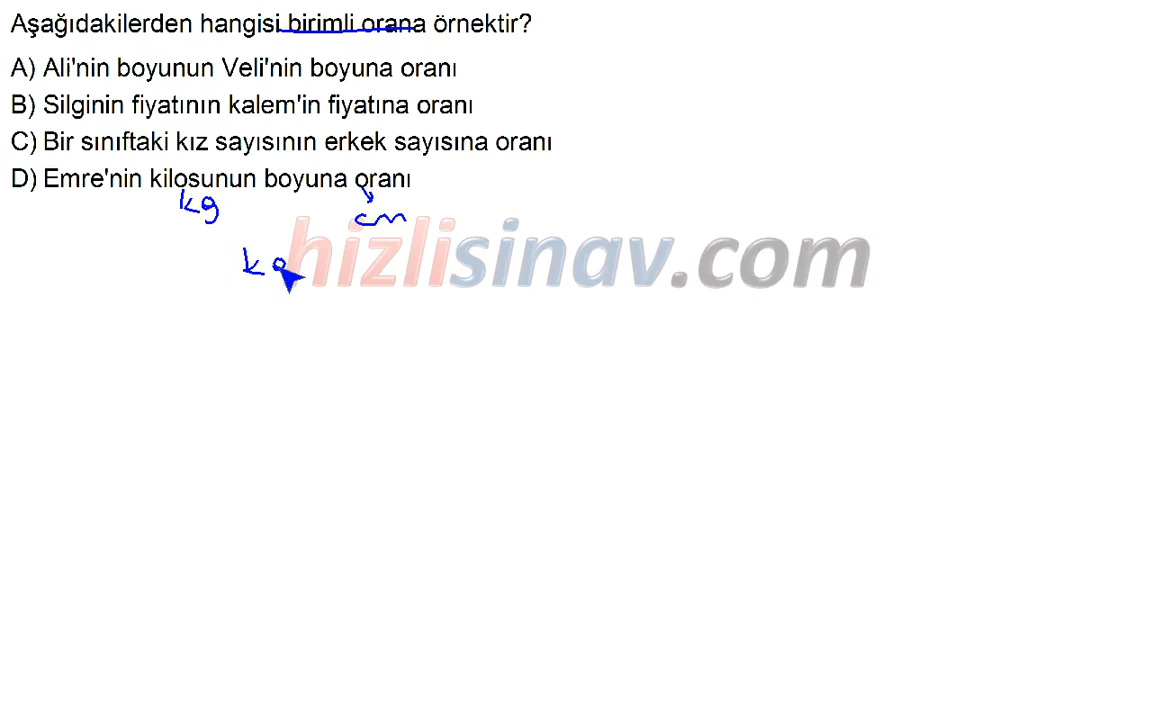 Aşağıdakilerden hangisi birimli orana örnektir?
A) Ali'nin boyunun Veli'nin boyuna oranı
B) Silginin fiyatının kalem'in fiyatına oranı
C) Bir sınıftaki kız sayısının erkek sayısına oranı
D) Emre'nin kilosunun boyuna oranı
kg cm
kg
hizlisinav.com